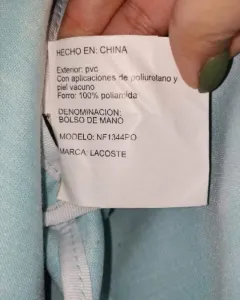 HECHO EN: CHINA
Exterior: pvc
Con aplicaciones de poliuretano y
piel vacuno
Forro: 100% poliamida
DENOMINACION:
BOLSO DE MANO
MODELO: NF1344PO
MARCA: LACOSTE